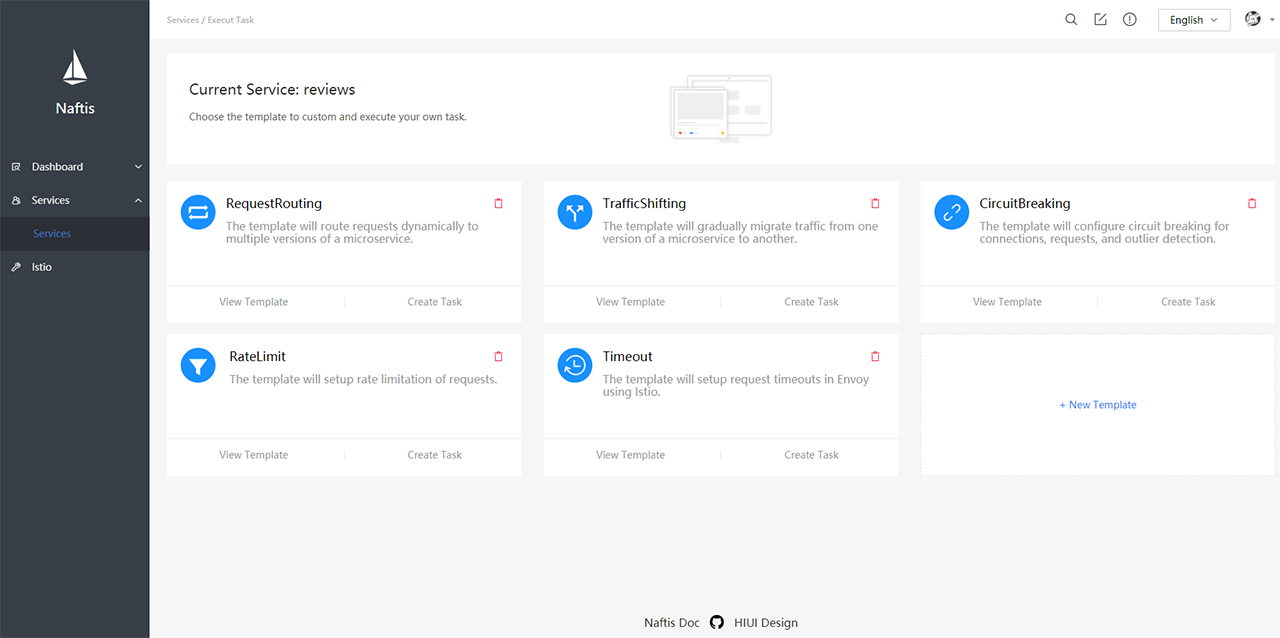 Services / Execut Task
English
Naftis
Dashboard
Services
Services
Istio
Current Service: reviews
Choose the template to custom and execute your own task.
RequestRouting
The template will route requests dynamically to
multiple versions of a microservice.
View Template
Create Task
TrafficShifting
The template will gradually migrate traffic from one
version of a microservice to another.
View Template
Create Task
CircuitBreaking
The template will configure circuit breaking for
connections, requests, and outlier detection.
View Template
Create Task
RateLimit
The template will setup rate limitation of requests.
View Template
Create Task
Timeout
The template will setup request timeouts in Envoy
using Istio.
View Template
Create Task
+ New Template
Naftis Doc
HIUI Design